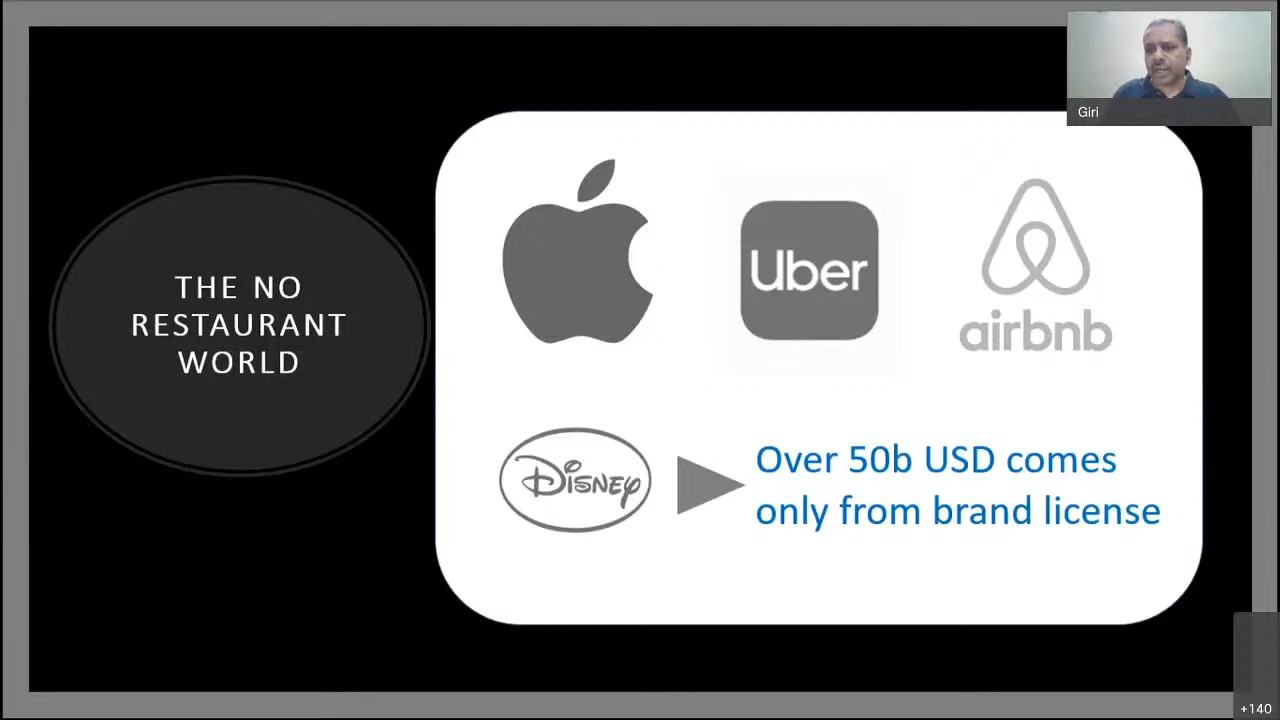 Giri
THE NO
RESTAURANT
WORLD
Uber
airbnb
Disney
Over 50b USD comes
only from brand license
+140